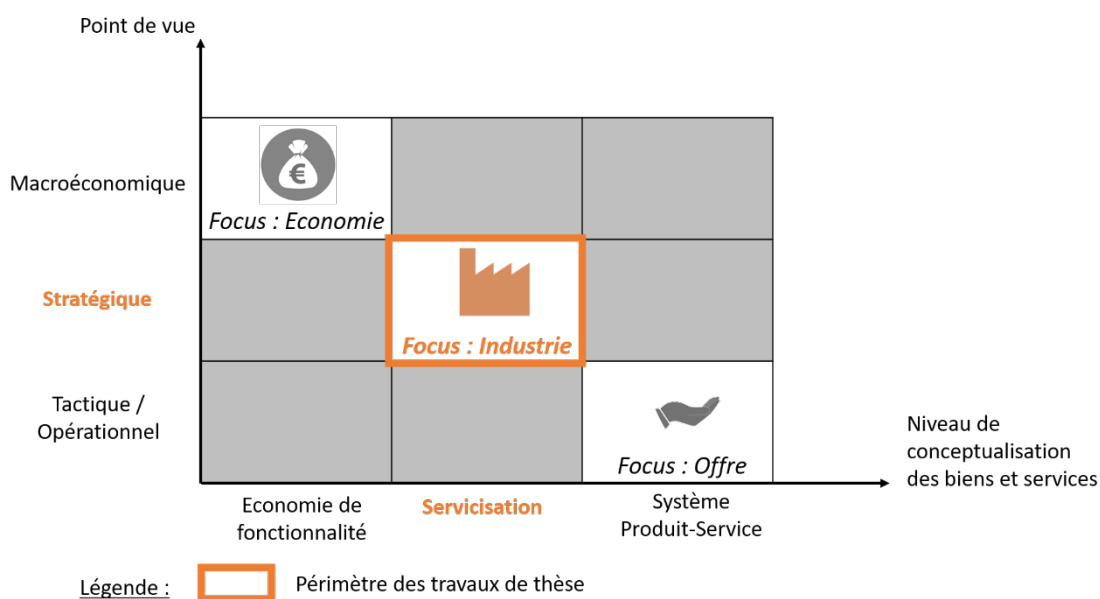 Point de vue
Macroéconomique
€
Focus : Economie
Stratégique
Focus : Industrie
Tactique /
Opérationnel
Focus : Offre
Niveau de
conceptualisation
des biens et services
Economie de
fonctionnalité
Servicisation
Système
Produit-Service
Légende :
Périmètre des travaux de thèse